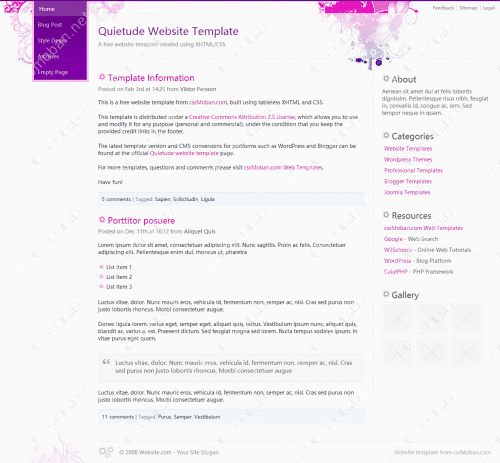 Home
Blog Post
Style Demo
Archives
Empty Page
Feedback | Sitemap | Legal
Quietude Website Template
A free website template created using XHTML/CSS
Template Information
Posted on Feb 3rd at 14:25 from Viktor Persson
This is a free website template from cssMoban.com, built using tableless XHTML and CSS.
This template is distributed under a Creative Commons Attribution 2.5 License, which allows you to
use and modify it for any purpose (personal and commercial), under the condition that you keep the
provided credit links in the footer.
The latest template version and CMS conversions for platforms such as WordPress and Blogger can be
found at the official Quietude website template page.
For more templates, questions and comments please visit cssMoban.com Web Templates.
Have fun!
5 comments | Tagged: Sapien, Sollicitudin, Ligula
Porttitor posuere
Posted on Dec 11th at 16:12 from Aliquet Quis
Lorem ipsum dolor sit amet, consectetuer adipiscing elit. Nunc sagittis. Proin ac felis. Consectetuer
adipiscing elit. Pellentesque enim dui, rhoncus ut, pharetra
List Item 1
List Item 2
List Item 3
Luctus vitae, dolor. Nunc mauris eros, vehicula id, fermentum non, semper ac, nisl. Cras sed purus non
justo lobortis rhoncus. Morbi consectetuer augue.
Donec ligula lorem, varius eget, semper eget, aliquet quis, lectus. Vestibulum ipsum nunc, aliquet quis,
blandit ac, varius a, est. Praesent dictum. Sed feugiat magna sed lorem. Nulla tempus sodales ipsum. In
vitae purus eget quam.
Luctus vitae, dolor. Nunc mauris eros, vehicula id, fermentum non, semper ac, nisl. Cras
sed purus non justo lobortis rhoncus. Morbi consectetuer augue
Luctus vitae, dolor. Nunc mauris eros, vehicula id, fermentum non, semper ac, nisl. Cras sed purus non
justo lobortis rhoncus. Morbi consectetuer augue.
11 comments | Tagged: Purus, Semper, Vestibulum
About
Aenean sit amet dui at felis lobortis
dignissim. Pellentesque risus nibh, feugiat
in, convallis id, congue ac, sem. Sed
tempor neque in quam.
Categories
Website Templates
Wordpress Themes
Professional Templates
Blogger Templates
Joomla Templates
Resources
cssMoban.com Web Templates
Google - Web Search
W3Schools - Online Web Tutorials
WordPress - Blog Platform
CakePHP - PHP Framework
Gallery
© 2008 Website.com - Your Site Slogan
Website template from cssMoban.com